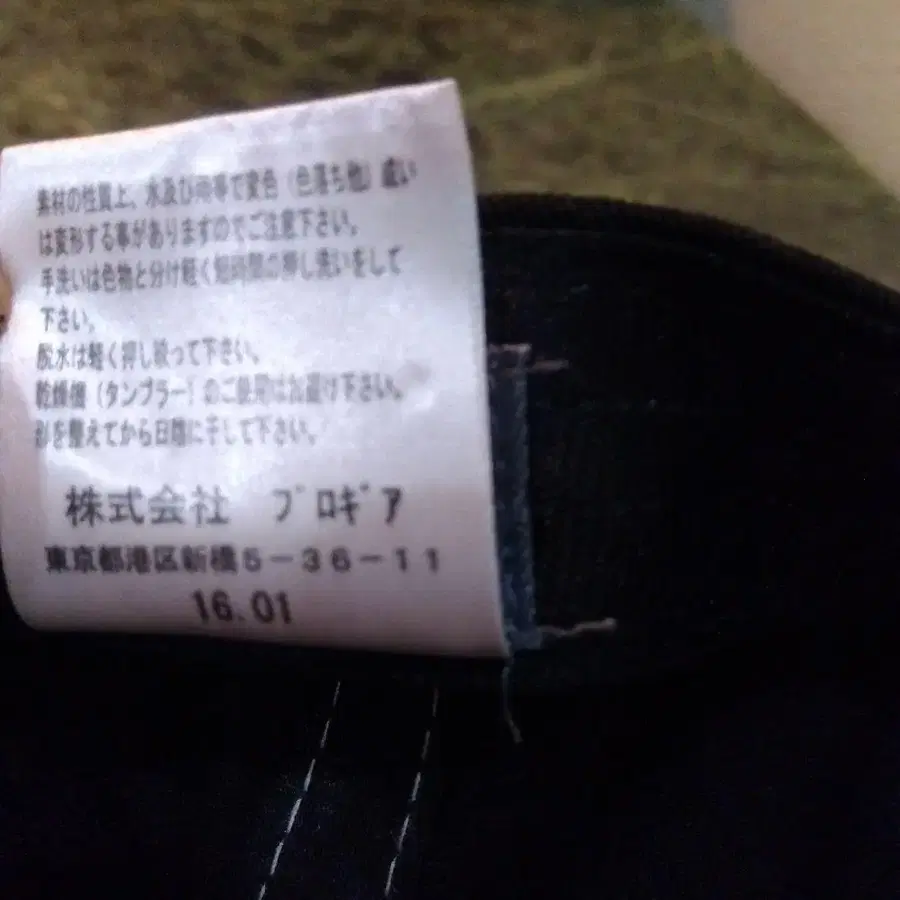 素材の性質上、水及び雨等で変色(色落ち他)或い
は変形する事がありますのでご注意下さい。
手洗いは色物と分け軽く短時間の押し洗いをして
下さい。
脱水は軽く押し絞って下さい。
乾燥機(タンブラー)のご使用はお避け下さい。
形を整えてから日陰に干して下さい。
株式会社 プロギア
東京都港区新橋5-36-11
16.01